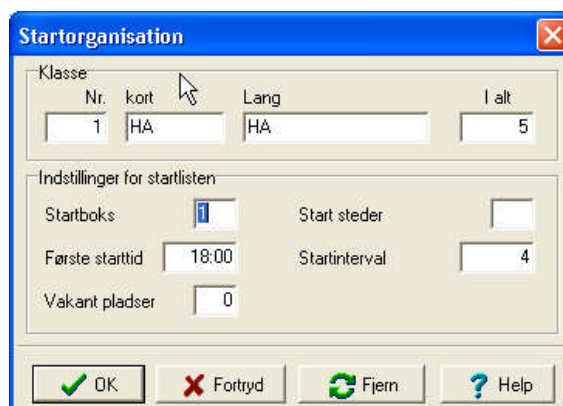 Startorganisation
Klasse
Nr. kort Lang I alt
1 HA HA 5
Indstillinger for startlisten
Startboks 1 Start steder
Første starttid 18:00 Startinterval 4
Vakant pladser 0
OK Fortryd Fjern ? Help